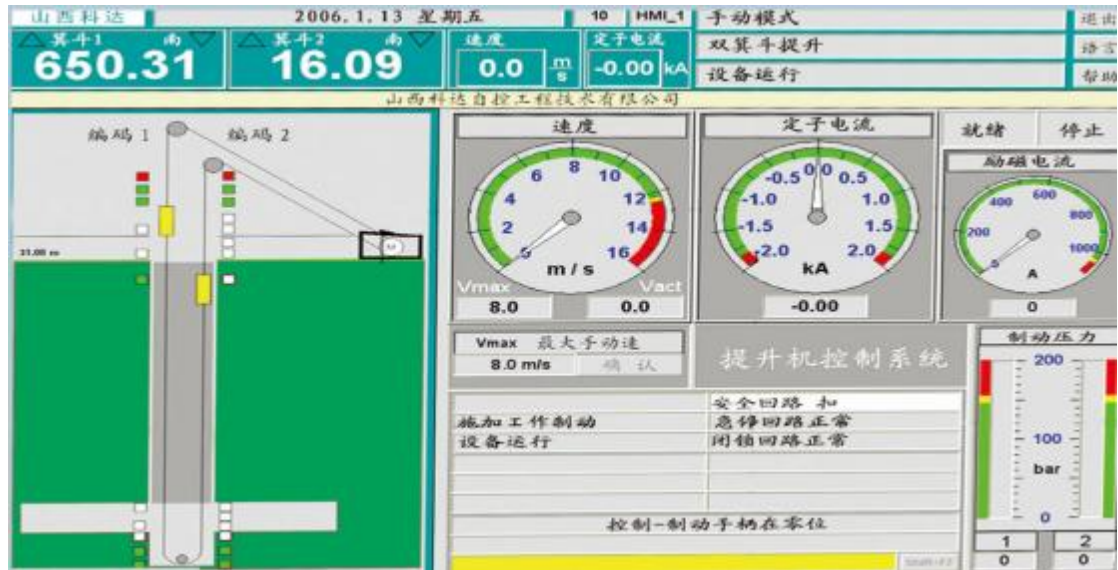 山西科达 2006.1.13 星期五 10 HMI_1 手动模式 退出
箕斗1 南 箕斗2 南 速度 定子电流 双箕斗提升 语言
650.31 16.09 0.0 m/s -0.00 kA 设备运行 帮助
山西科达自控工程技术有限公司
编码 1 编码 2
速度
0 2 4 6 8 10 12 14 16
m / s
Vmax Vact
8.0 0.0
定子电流
-2.0 -1.5 -1.0 -0.5 0.0 0.5 1.0 1.5 2.0
kA
-0.00
就绪 停止
励磁电流
0 200 400 600 800 1000
A
0
Vmax 最大手动速
8.0 m/s 确认
提升机控制系统
安全回路 扣
施加工作制动 急停回路正常
设备运行 闭锁回路正常
控制-制动手柄在零位
制动压力
200
100
bar
0
1 2
0 0